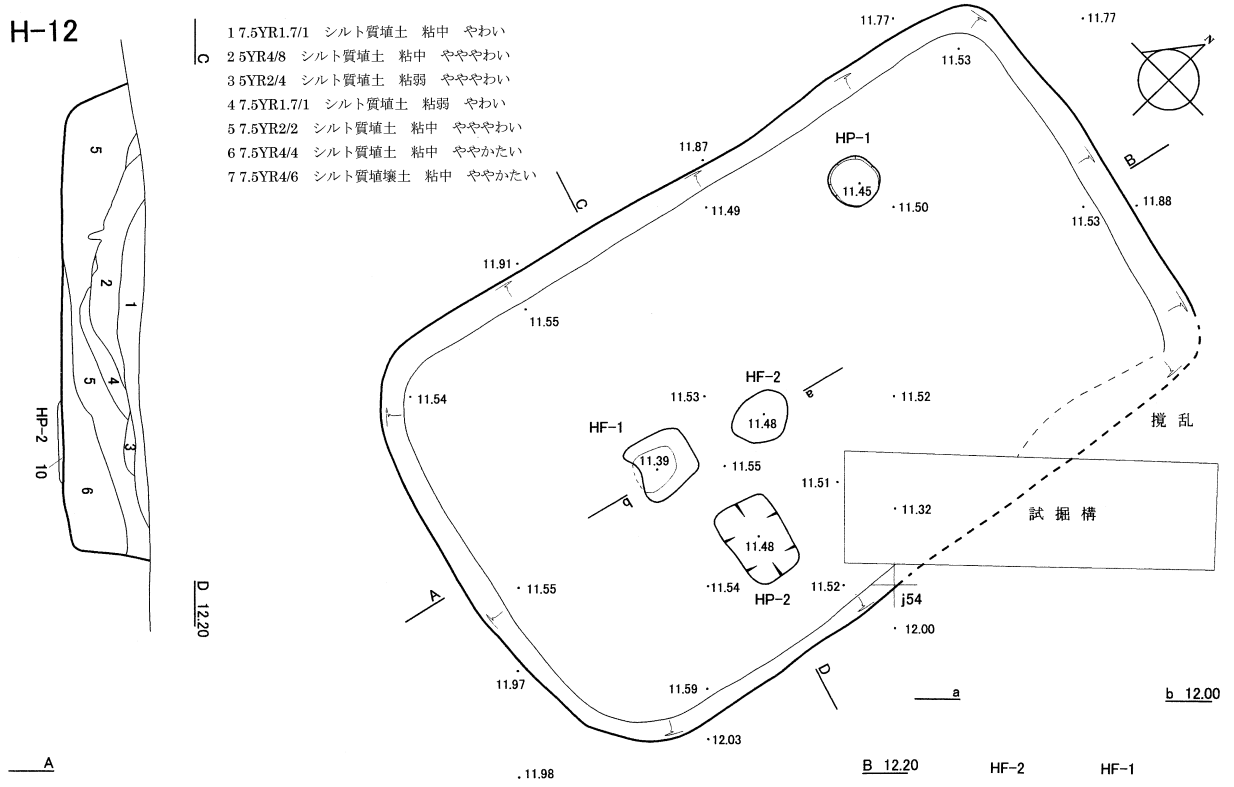 H-12
1 7.5YR1.7/1　シルト質埴土　粘中　やわい
2 5YR4/8　シルト質埴土　粘中　やややわい
3 5YR2/4　シルト質埴土　粘弱　やややわい
4 7.5YR1.7/1　シルト質埴土　粘弱　やわい
5 7.5YR2/2　シルト質埴土　粘中　やややわい
6 7.5YR4/4　シルト質埴土　粘中　ややかたい
7 7.5YR4/6　シルト質埴壌土　粘中　ややかたい
C
5
2
1
5
4
3
6
HP-2
10
D 12.20
11.77
11.77
11.53
N
HP-1
11.87
11.45
B
C
11.49
11.50
11.53
11.88
11.91
11.55
HF-2
a
11.54
11.53
11.52
11.48
攪乱
HF-1
11.39
11.55
11.51
b
11.32
試掘構
11.48
A
11.55
11.54
HP-2
11.52
j54
12.00
D
11.97
11.59
12.03
a
b 12.00
A
11.98
B 12.20
HF-2
HF-1